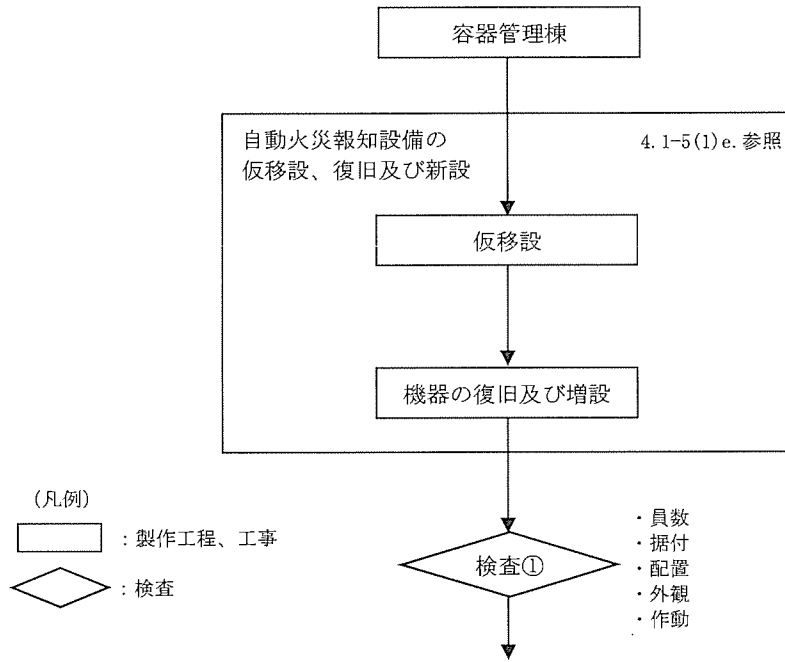 容器管理棟
自動火災報知設備の
仮移設、復旧及び新設
4.1-5(1)e.参照
仮移設
機器の復旧及び増設
(凡例)
：製作工程、工事
：検査
検査①
・員数
・据付
・配置
・外観
・作動